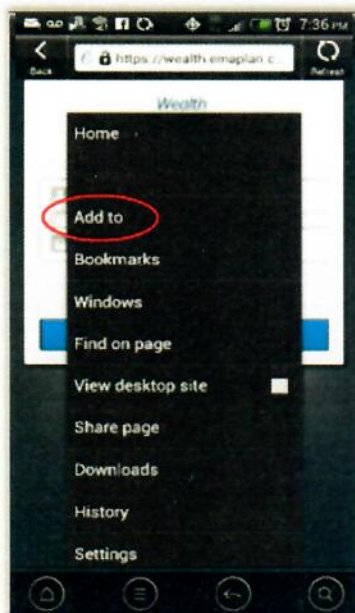 7:36 PM
Back
https://wealth.emaplan.c...
Refresh
Wealth
Home
Add to
Bookmarks
Windows
Find on page
View desktop site
Share page
Downloads
History
Settings